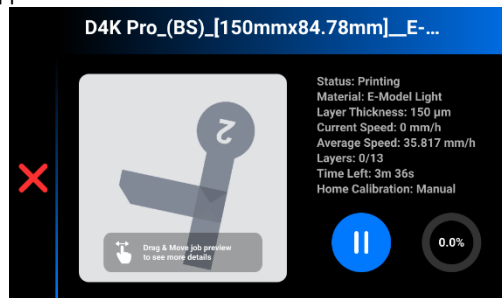 D4K Pro_(BS)_[150mmx84.78mm]__E-...
Status: Printing
Material: E-Model Light
Layer Thickness: 150 µm
Current Speed: 0 mm/h
Average Speed: 35.817 mm/h
Layers: 0/13
Time Left: 3m 36s
Home Calibration: Manual
2
Drag & Move job preview
to see more details
0.0%